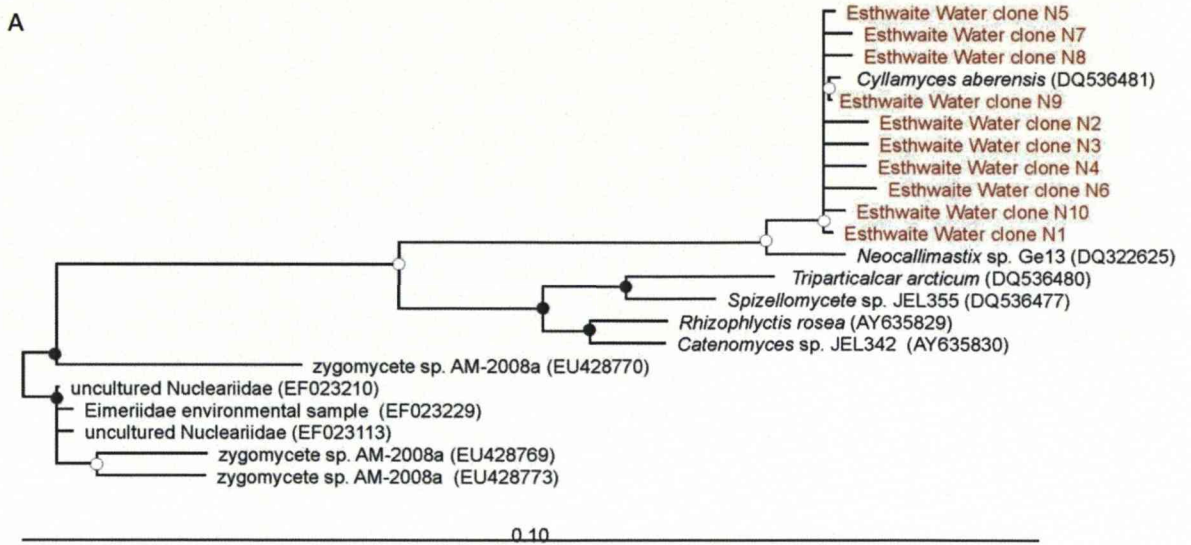 A
Esthwaite Water clone N5
Esthwaite Water clone N7
Esthwaite Water clone N8
Cyllamyces aberensis (DQ536481)
Esthwaite Water clone N9
Esthwaite Water clone N2
Esthwaite Water clone N3
Esthwaite Water clone N4
Esthwaite Water clone N6
Esthwaite Water clone N10
Esthwaite Water clone N1
Neocallimastix sp. Ge13 (DQ322625)
Triparticalcar arcticum (DQ536480)
Spizellomycete sp. JEL355 (DQ536477)
Rhizophlyctis rosea (AY635829)
Catenomyces sp. JEL342 (AY635830)
zygomycete sp. AM-2008a (EU428770)
uncultured Nucleariidae (EF023210)
Eimeriidae environmental sample (EF023229)
uncultured Nucleariidae (EF023113)
zygomycete sp. AM-2008a (EU428769)
zygomycete sp. AM-2008a (EU428773)
0.10